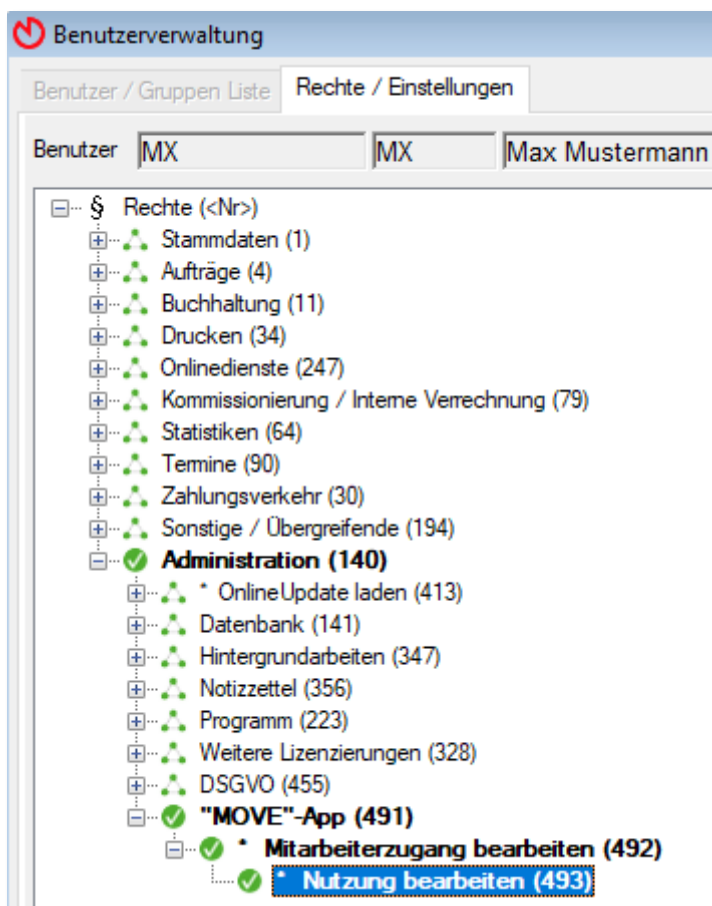 Benutzerverwaltung
Benutzer / Gruppen Liste Rechte / Einstellungen
Benutzer MX MX Max Mustermann
§ Rechte (<Nr>)
Stammdaten (1)
Aufträge (4)
Buchhaltung (11)
Drucken (34)
Onlinedienste (247)
Kommissionierung / Interne Verrechnung (79)
Statistiken (64)
Termine (90)
Zahlungsverkehr (30)
Sonstige / Übergreifende (194)
Administration (140)
* OnlineUpdate laden (413)
Datenbank (141)
Hintergrundarbeiten (347)
Notizzettel (356)
Programm (223)
Weitere Lizenzierungen (328)
DSGVO (455)
"MOVE"-App (491)
* Mitarbeiterzugang bearbeiten (492)
* Nutzung bearbeiten (493)